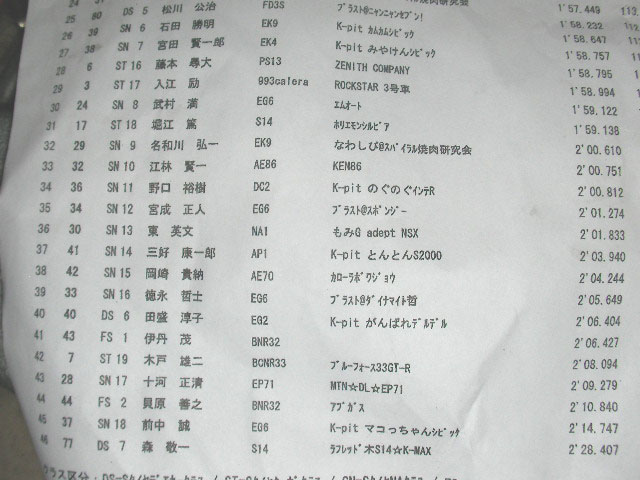 25 80 DS 5 松川 公治 FD3S ﾌﾞﾗｽﾄ@ﾆｬﾝﾆｬﾝｾﾌﾞﾝ! 1'57.449 113.
26 39 SN 6 石田 勝明 EK9 K-pit ｶﾑｶﾑｼﾋﾞｯｸ 1'58.232 112.
27 38 SN 7 宮田 賢一郎 EK4 K-pit みやけんｼﾋﾞｯｸ 1'58.647 11
28 6 ST 16 藤本 尋大 PS13 ZENITH COMPANY 1'58.757
29 3 ST 17 入江 励 993calera ROCKSTAR 3号車 1'58.795
30 24 SN 8 武村 満 EG6 ｴﾑｵｰﾄ 1'58.994
31 17 ST 18 堀江 篤 S14 ﾎﾘｴﾓﾝｼﾙﾋﾞｱ 1'59.122
32 29 SN 9 名和川 弘一 EK9 なわしび@ｽﾊﾟｲﾗﾙ焼肉研究会 1'59.138
33 32 SN 10 江林 賢一 AE86 KEN86 2'00.610
34 36 SN 11 野口 裕樹 DC2 K-pit のぐのぐｲﾝﾃR 2'00.751
35 34 SN 12 宮成 正人 EG6 ﾌﾞﾗｽﾄ@ｽﾎﾟﾝｼﾞｰ 2'00.812
36 30 SN 13 東 英文 NA1 もみG adept NSX 2'01.274
37 41 SN 14 三好 康一郎 AP1 K-pit とんとんS2000 2'01.833
38 42 SN 15 岡崎 貴納 AE70 ｶﾛｰﾗﾎﾞﾜｼﾞｮｳ 2'03.940
39 33 SN 16 徳永 哲士 EG6 ﾌﾞﾗｽﾄ@ﾀﾞｲﾅﾏｲﾄ哲 2'04.244
40 40 DS 6 田盛 淳子 EG2 K-pit がんばれﾃﾞﾙﾃﾞﾙ 2'05.649
41 43 FS 1 伊丹 茂 BNR32 2'06.404
42 7 ST 19 木戸 雄二 BCNR33 ﾌﾞﾙｰﾌｫｰｽ33GT-R 2'06.427
43 28 SN 17 十河 正清 EP71 MTN☆DL☆EP71 2'08.094
44 44 FS 2 貝原 善之 BNR32 ｱﾌﾞｶﾞｽ 2'09.279
45 37 SN 18 前中 誠 EG6 K-pit マコっちゃんｼﾋﾞｯｸ 2'10.840
46 77 DS 7 森 敬一 S14 ﾗﾌﾚｯﾄﾞ木S14☆K-MAX 2'14.747
2'28.407